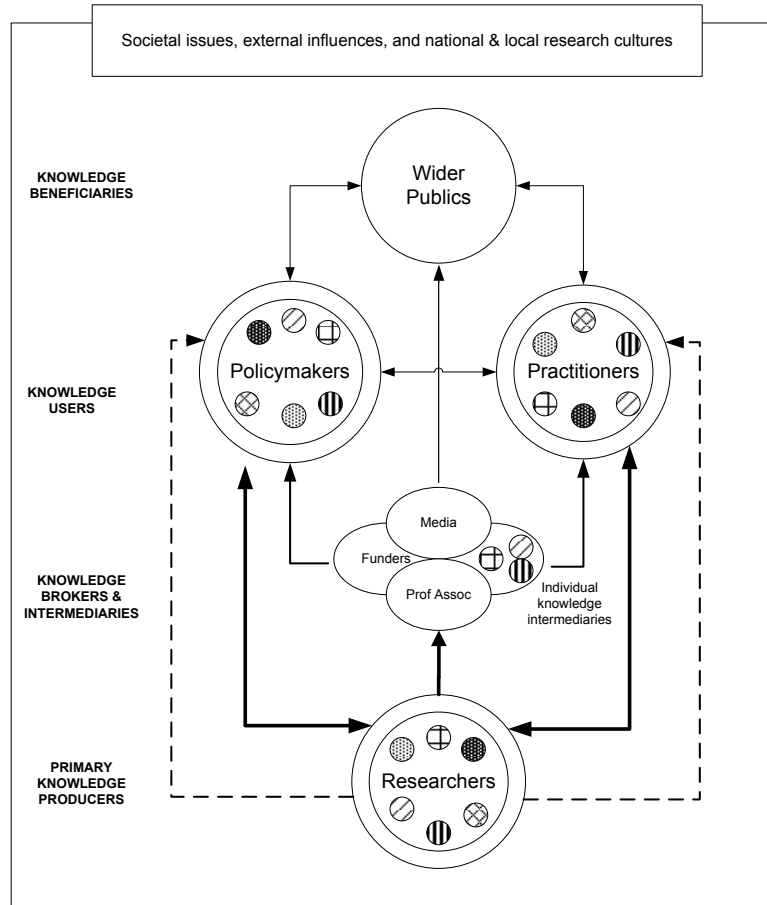 Societal issues, external influences, and national & local research cultures
KNOWLEDGE
BENEFICIARIES
Wider
Publics
Policymakers
Practitioners
KNOWLEDGE
USERS
Media
Funders
Prof Assoc
Individual
knowledge
intermediaries
KNOWLEDGE
BROKERS &
INTERMEDIARIES
PRIMARY
KNOWLEDGE
PRODUCERS
Researchers